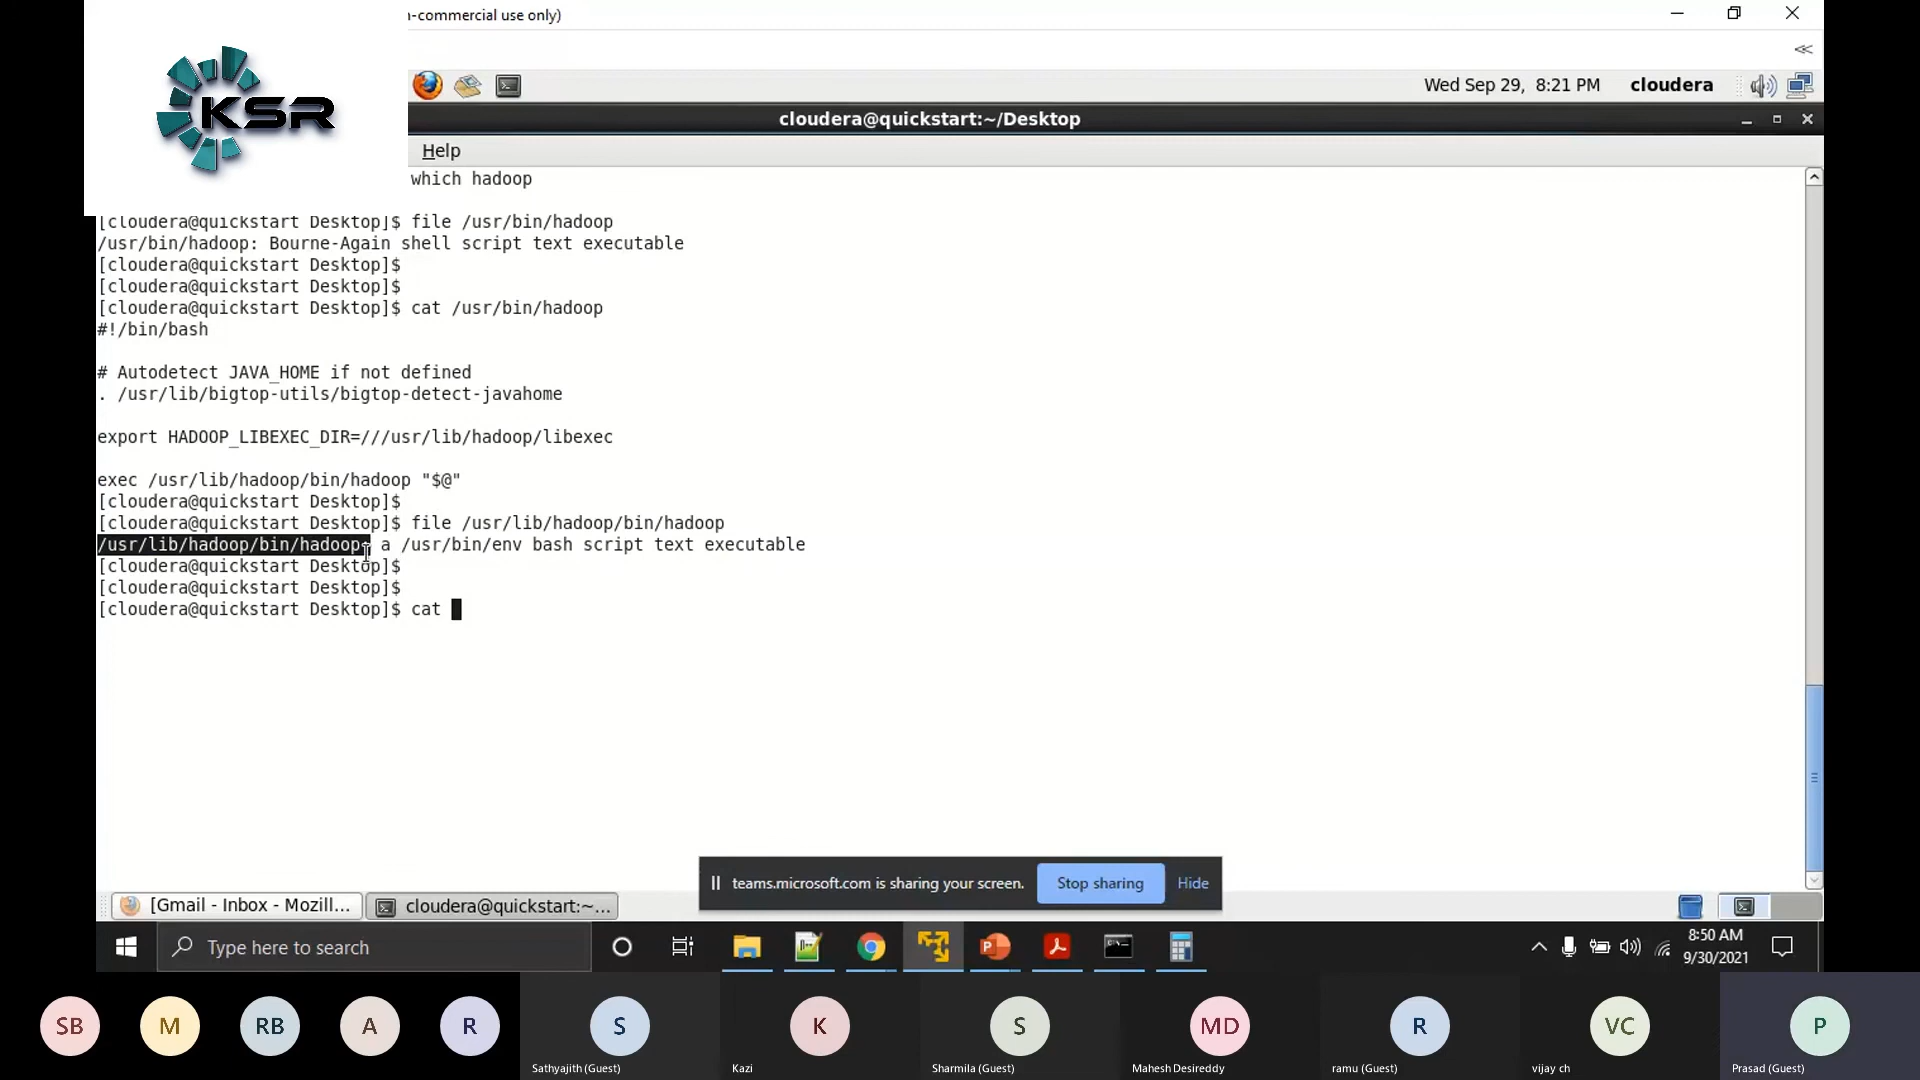 n-commercial use only)
KSR
Wed Sep 29, 8:21 PM cloudera
cloudera@quickstart:~/Desktop
Help
which hadoop
[cloudera@quickstart Desktop]$ file /usr/bin/hadoop
/usr/bin/hadoop: Bourne-Again shell script text executable
[cloudera@quickstart Desktop]$
[cloudera@quickstart Desktop]$
[cloudera@quickstart Desktop]$ cat /usr/bin/hadoop
#!/bin/bash
# Autodetect JAVA_HOME if not defined
. /usr/lib/bigtop-utils/bigtop-detect-javahome
export HADOOP_LIBEXEC_DIR=///usr/lib/hadoop/libexec
exec /usr/lib/hadoop/bin/hadoop "$@"
[cloudera@quickstart Desktop]$
[cloudera@quickstart Desktop]$ file /usr/lib/hadoop/bin/hadoop
/usr/lib/hadoop/bin/hadoop: a /usr/bin/env bash script text executable
[cloudera@quickstart Desktop]$
[cloudera@quickstart Desktop]$
[cloudera@quickstart Desktop]$ cat
teams.microsoft.com is sharing your screen. Stop sharing Hide
[Gmail - Inbox - Mozill... cloudera@quickstart:~...
Type here to search
8:50 AM
9/30/2021
SB M RB A R S K S MD R VC P
Sathyajith (Guest) Kazi Sharmila (Guest) Mahesh Desireddy ramu (Guest) vijay ch Prasad (Guest)